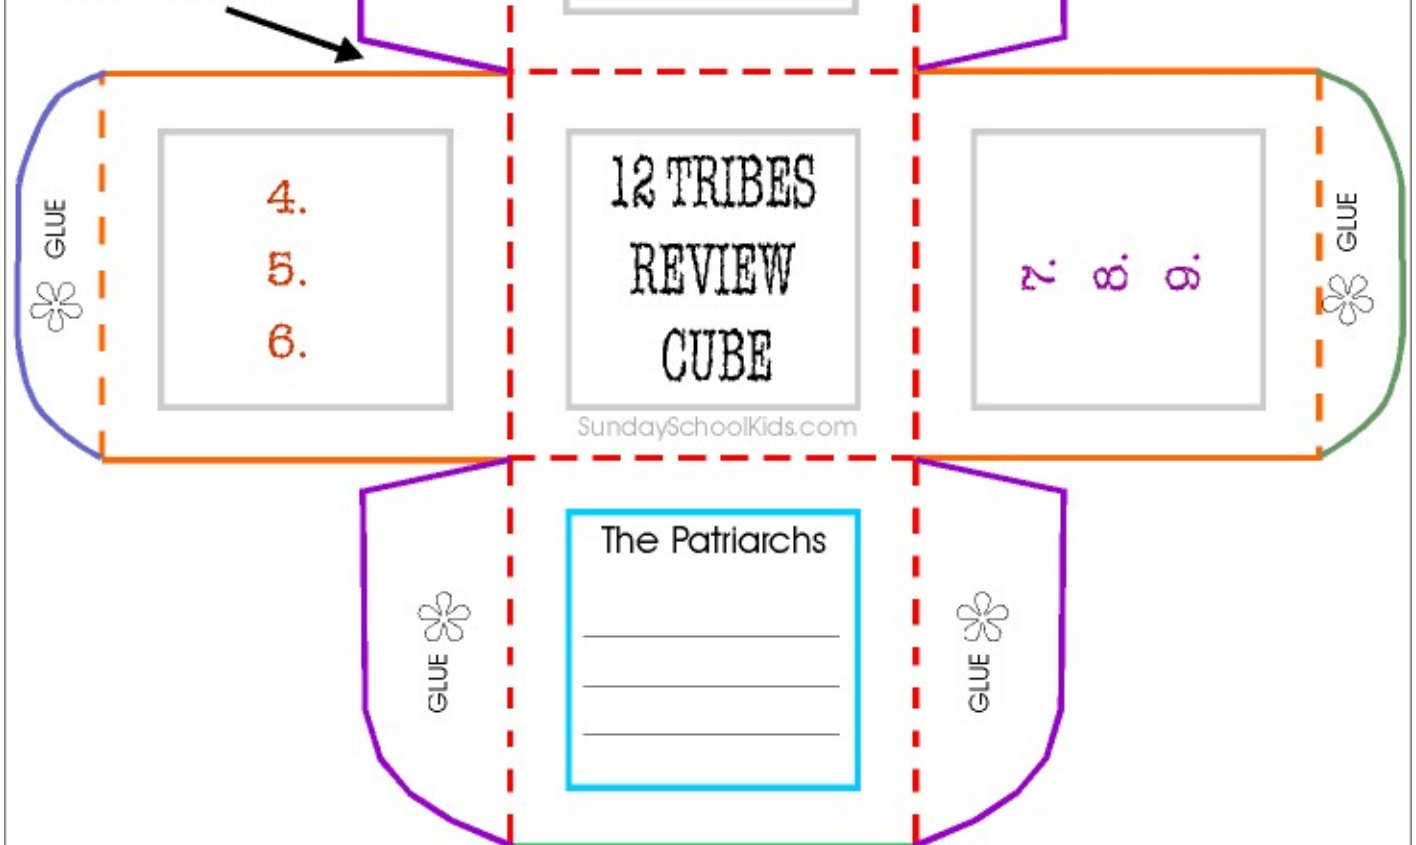 GLUE
4.
5.
6.
12 TRIBES
REVIEW
CUBE
SundaySchoolKids.com
7.
8.
9.
GLUE
The Patriarchs
GLUE
GLUE